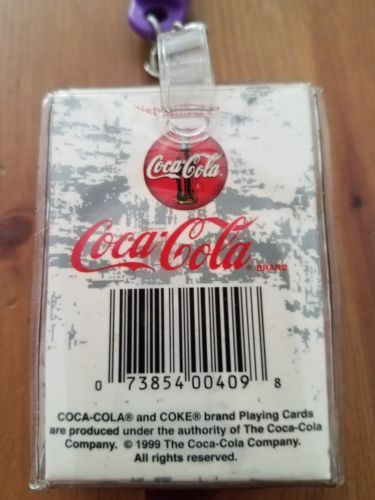 Coca-Cola
Coca-Cola® BRAND
0 73854 00409 8
COCA-COLA® and COKE® brand Playing Cards
are produced under the authority of The Coca-Cola
Company. © 1999 The Coca-Cola Company.
All rights reserved.